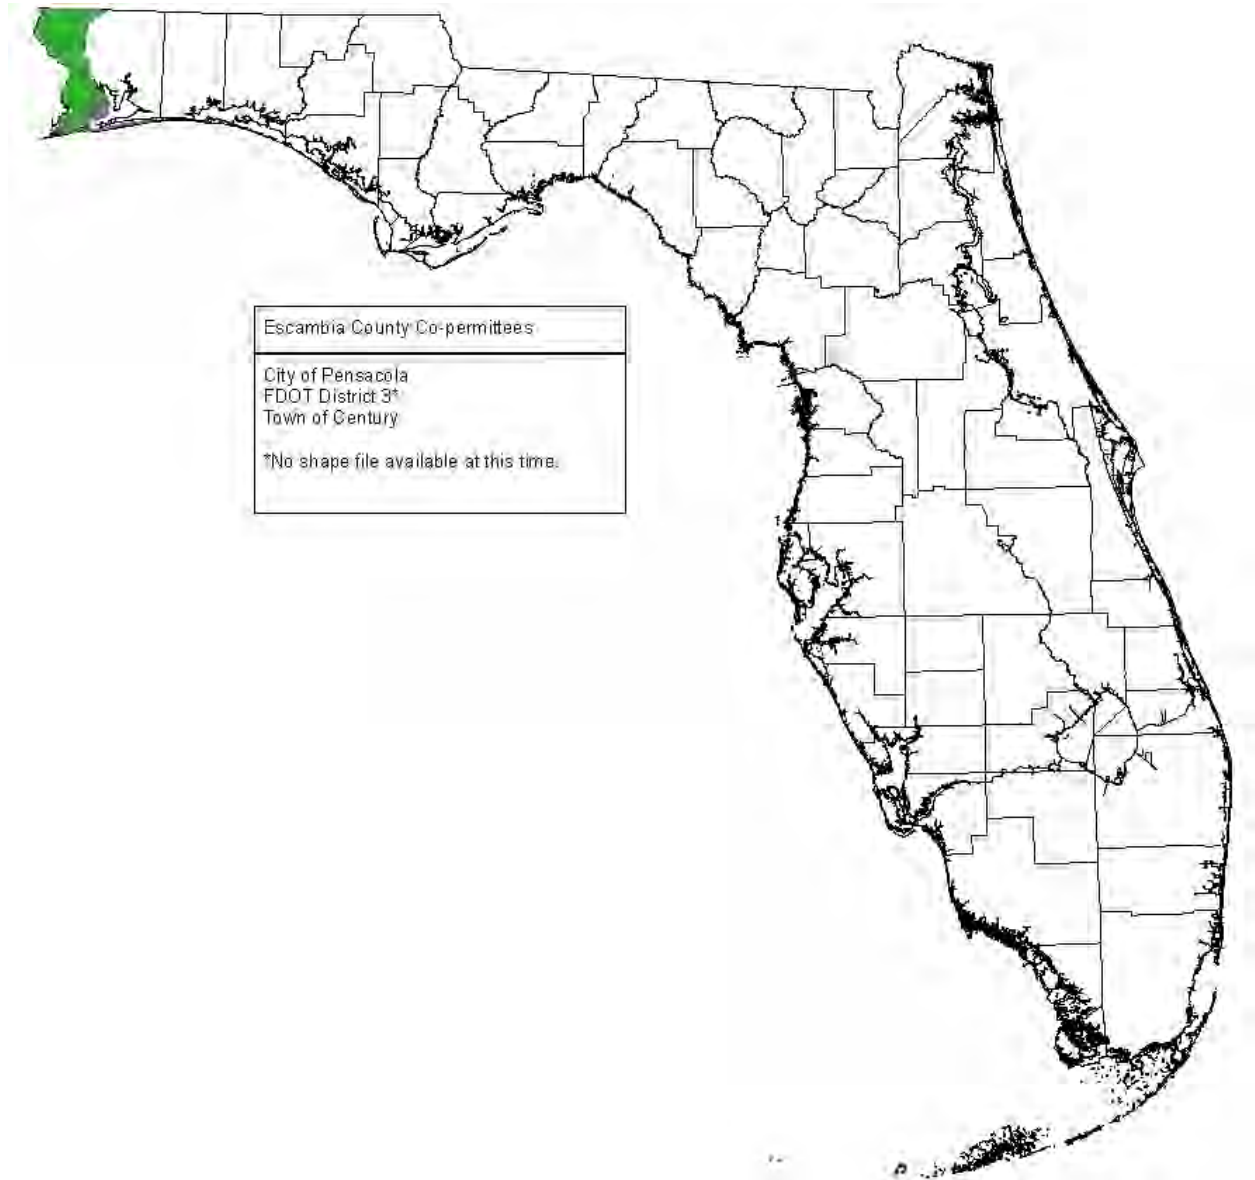 Escambia County Co-permittees
City of Pensacola
FDOT District 3*
Town of Century
*No shape file available at this time.